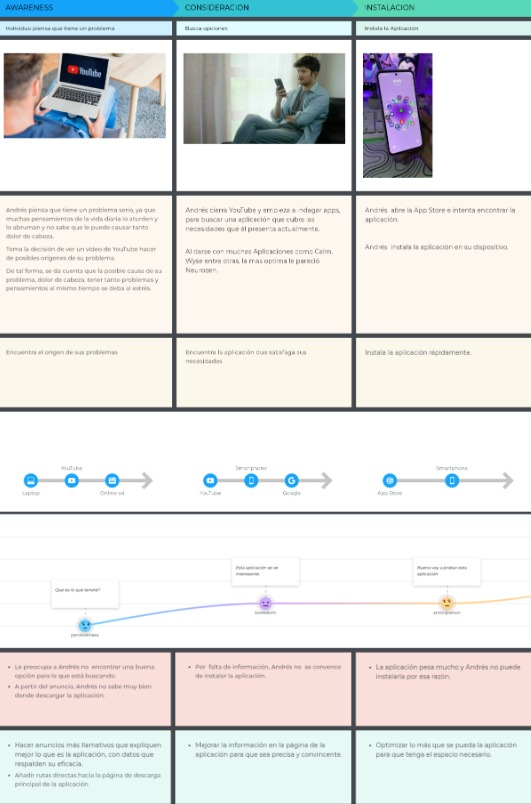 AWARENESS
CONSIDERACION
INSTALACION
Individuo piensa que tiene un problema
Busca opciones
Instala la Aplicación
YouTube
Andrés piensa que tiene un problema serio, ya que
muchas pensamientos de la vida diaria lo aturden y
lo abruman y no sabe que le puede causar tanto
dolor de cabeza.
Toma la decisión de ver un video de YouTube hacer
de posibles orígenes de su problema.
De tal forma, se da cuenta que la posible causa de su
problema, dolor de cabeza, tener tanto problemas y
pensamientos al mismo tiempo se deba al estrés.
Andrés cierra YouTube y empieza a indagar apps,
para buscar una aplicación que cubra las
necesidades que él presenta actualmente.
Al darse con muchas Aplicaciones como Calm,
Wyse entre otras, la mas optima le pareció
Neurozen.
Andrés abre la App Store e intenta encontrar la
aplicación.
Andrés instala la aplicación en su dispositivo.
Encuentra el origen de sus problemas
Encuentra la aplicación que satisfaga sus
necesidades
Instala la aplicación rápidamente.
YouTube
Laptop
Online ad
Smartphone
YouTube
Google
Smartphone
App Store
Que es lo que tendré?
Esta aplicación se ve
interesante.
Bueno voy a probar esta
aplicación
pensiveness
boredom
anticipation
• Le preocupa a Andrés no encontrar una buena
opción para lo que está buscando.
• A partir del anuncio, Andrés no sabe muy bien
donde descargar la aplicación.
• Por falta de información, Andrés no se convence
de instalar la aplicación.
• La aplicación pesa mucho y Andrés no puede
instalarla por esa razón.
• Hacer anuncios más llamativos que expliquen
mejor lo que es la aplicación, con datos que
respalden su eficacia.
• Añadir rutas directas hacia la página de descarga
principal de la aplicación
• Mejorar la información en la página de la
aplicación para que sea precisa y convincente.
• Optimizar lo más que se pueda la aplicación
para que tenga el espacio necesario.